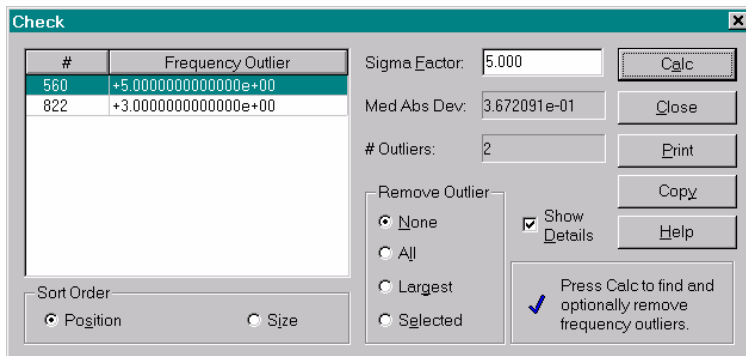 Check
# Frequency Outlier
560 +5.0000000000000e+00
822 +3.0000000000000e+00
Sort Order
Position Size
Sigma Factor: 5.000
Med Abs Dev: 3.672091e-01
# Outliers: 2
Remove Outlier
None
All
Largest
Selected
Show
Details
Calc
Close
Print
Copy
Help
Press Calc to find and
optionally remove
frequency outliers.